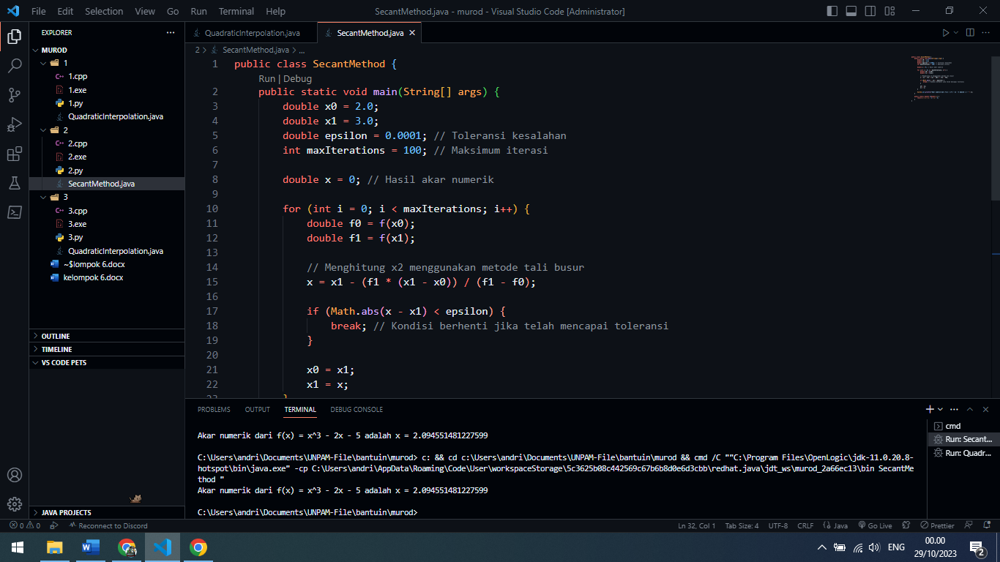 File Edit Selection View Go Run Terminal Help SecantMethod.java - murod - Visual Studio Code [Administrator]
EXPLORER
MUROD
1
1.cpp
1.exe
1.py
QuadraticInterpolation.java
2
2.cpp
2.exe
2.py
SecantMethod.java
3
3.cpp
3.exe
3.py
QuadraticInterpolation.java
~$lompok 6.docx
kelompok 6.docx
OUTLINE
TIMELINE
VS CODE PETS
JAVA PROJECTS
QuadraticInterpolation.java SecantMethod.java
2 > SecantMethod.java > ...
1 public class SecantMethod {
Run | Debug
2 public static void main(String[] args) {
3 double x0 = 2.0;
4 double x1 = 3.0;
5 double epsilon = 0.0001; // Toleransi kesalahan
6 int maxIterations = 100; // Maksimum iterasi
7
8 double x = 0; // Hasil akar numerik
9
10 for (int i = 0; i < maxIterations; i++) {
11 double f0 = f(x0);
12 double f1 = f(x1);
13
14 // Menghitung x2 menggunakan metode tali busur
15 x = x1 - (f1 * (x1 - x0)) / (f1 - f0);
16
17 if (Math.abs(x - x1) < epsilon) {
18 break; // Kondisi berhenti jika telah mencapai toleransi
19 }
20
21 x0 = x1;
22 x1 = x;
23 }
PROBLEMS OUTPUT TERMINAL DEBUG CONSOLE
Akar numerik dari f(x) = x^3 - 2x - 5 adalah x = 2.094551481227599
C:\Users\andri\Documents\UNPAM-File\bantuin\murod> c: && cd c:\Users\andri\Documents\UNPAM-File\bantuin\murod && cmd /C ""C:\Program Files\OpenLogic\jdk-11.0.20.8-
hotspot\bin\java.exe" -cp C:\Users\andri\AppData\Roaming\Code\User\workspaceStorage\5c3625b08c442569c67b6b8d0e6d3cbb\redhat.java\jdt_ws\murod_2a66ec13\bin SecantMe
thod "
Akar numerik dari f(x) = x^3 - 2x - 5 adalah x = 2.094551481227599
C:\Users\andri\Documents\UNPAM-File\bantuin\murod>
cmd
Run: Secant...
Run: Quadr...
0 0 Reconnect to Discord Ln 32, Col 1 Tab Size: 4 UTF-8 CRLF Java Go Live Prettier
ENG
00.00
29/10/2023
2